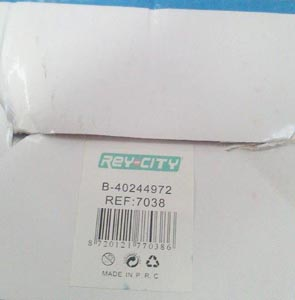 Rey-CITY
B-40244972
REF:7038
8720121770386
MADE IN P. R. C